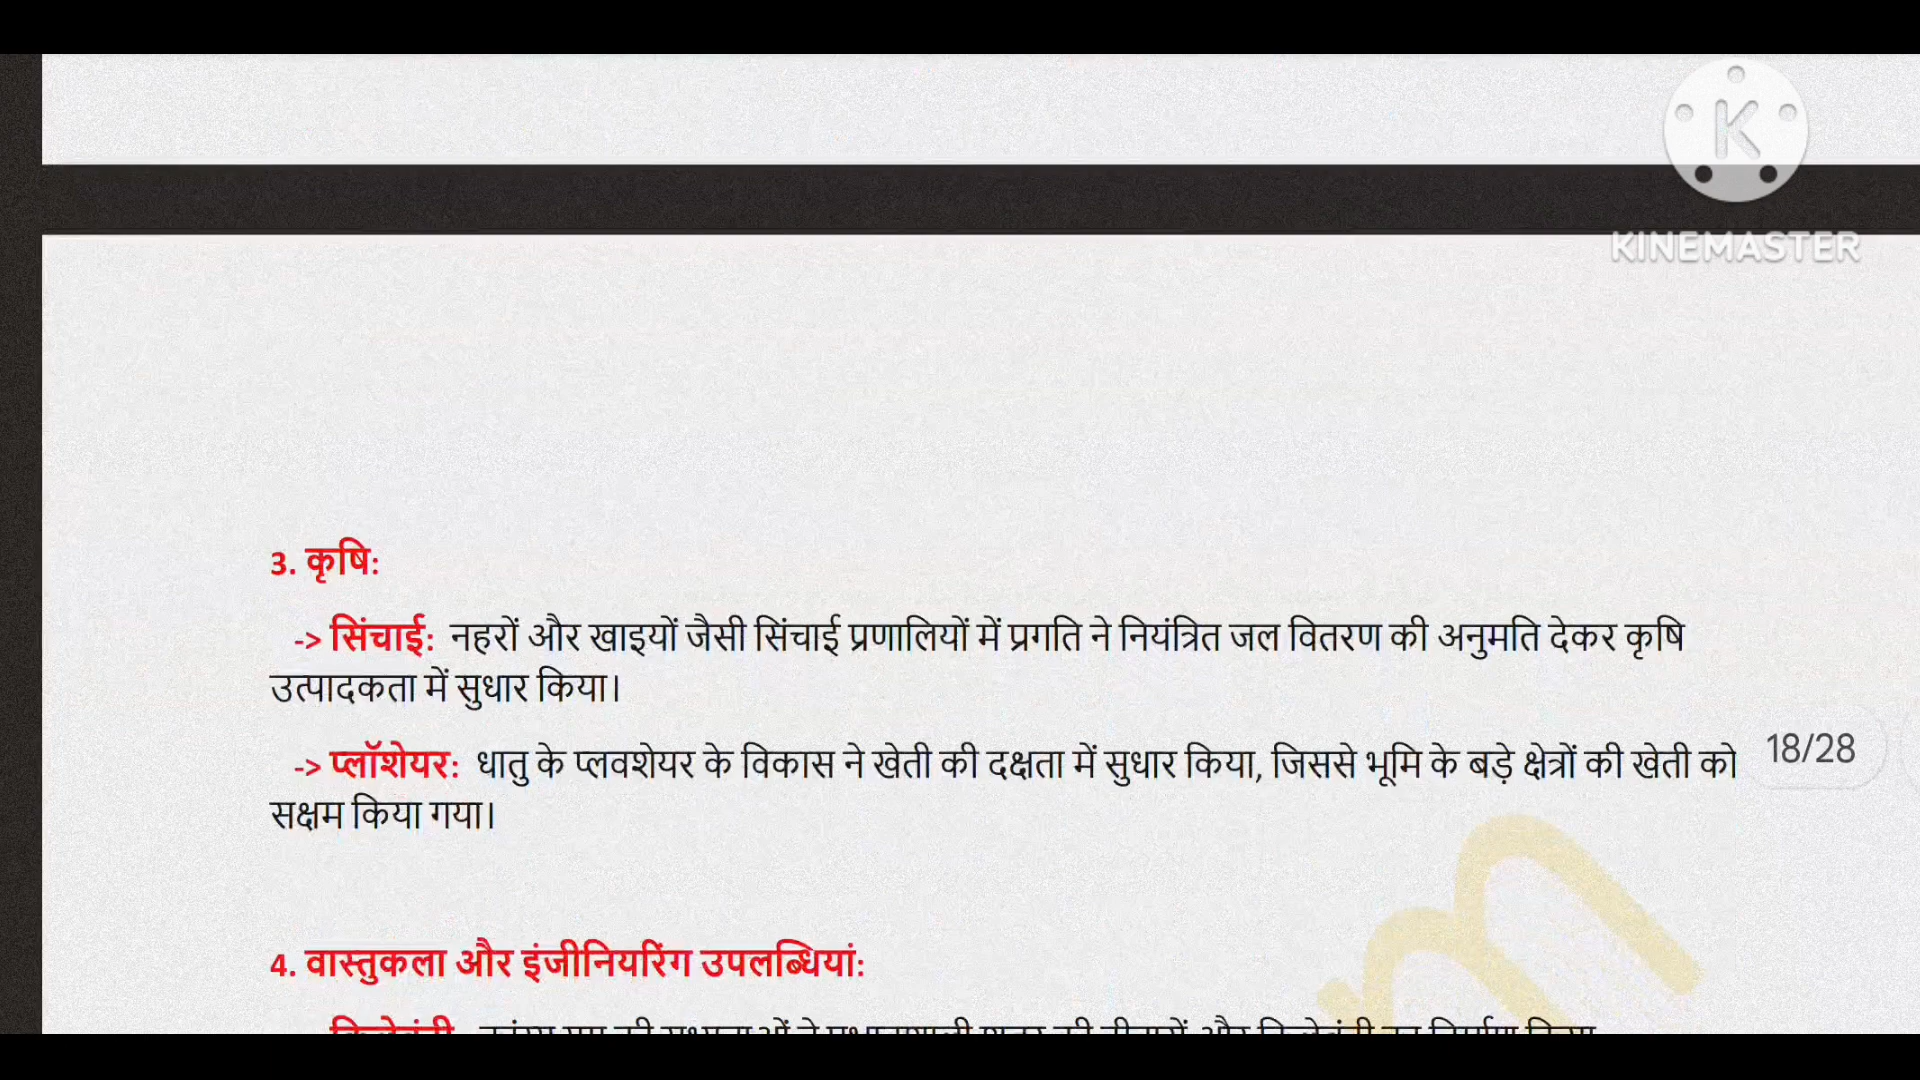 K
KINEMASTER
3. कृषि:
-> सिंचाई: नहरों और खाइयों जैसी सिंचाई प्रणालियों में प्रगति ने नियंत्रित जल वितरण की अनुमति देकर कृषि
उत्पादकता में सुधार किया।
-> प्लॉशेयर: धातु के प्लवशेयर के विकास ने खेती की दक्षता में सुधार किया, जिससे भूमि के बड़े क्षेत्रों की खेती को
सक्षम किया गया।
18/28
4. वास्तुकला और इंजीनियरिंग उपलब्धियां: